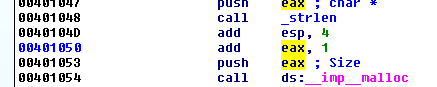 00401047 push eax ; char *
00401048 call _strlen
0040104D add esp, 4
00401050 add eax, 1
00401053 push eax ; Size
00401054 call ds:__imp__malloc